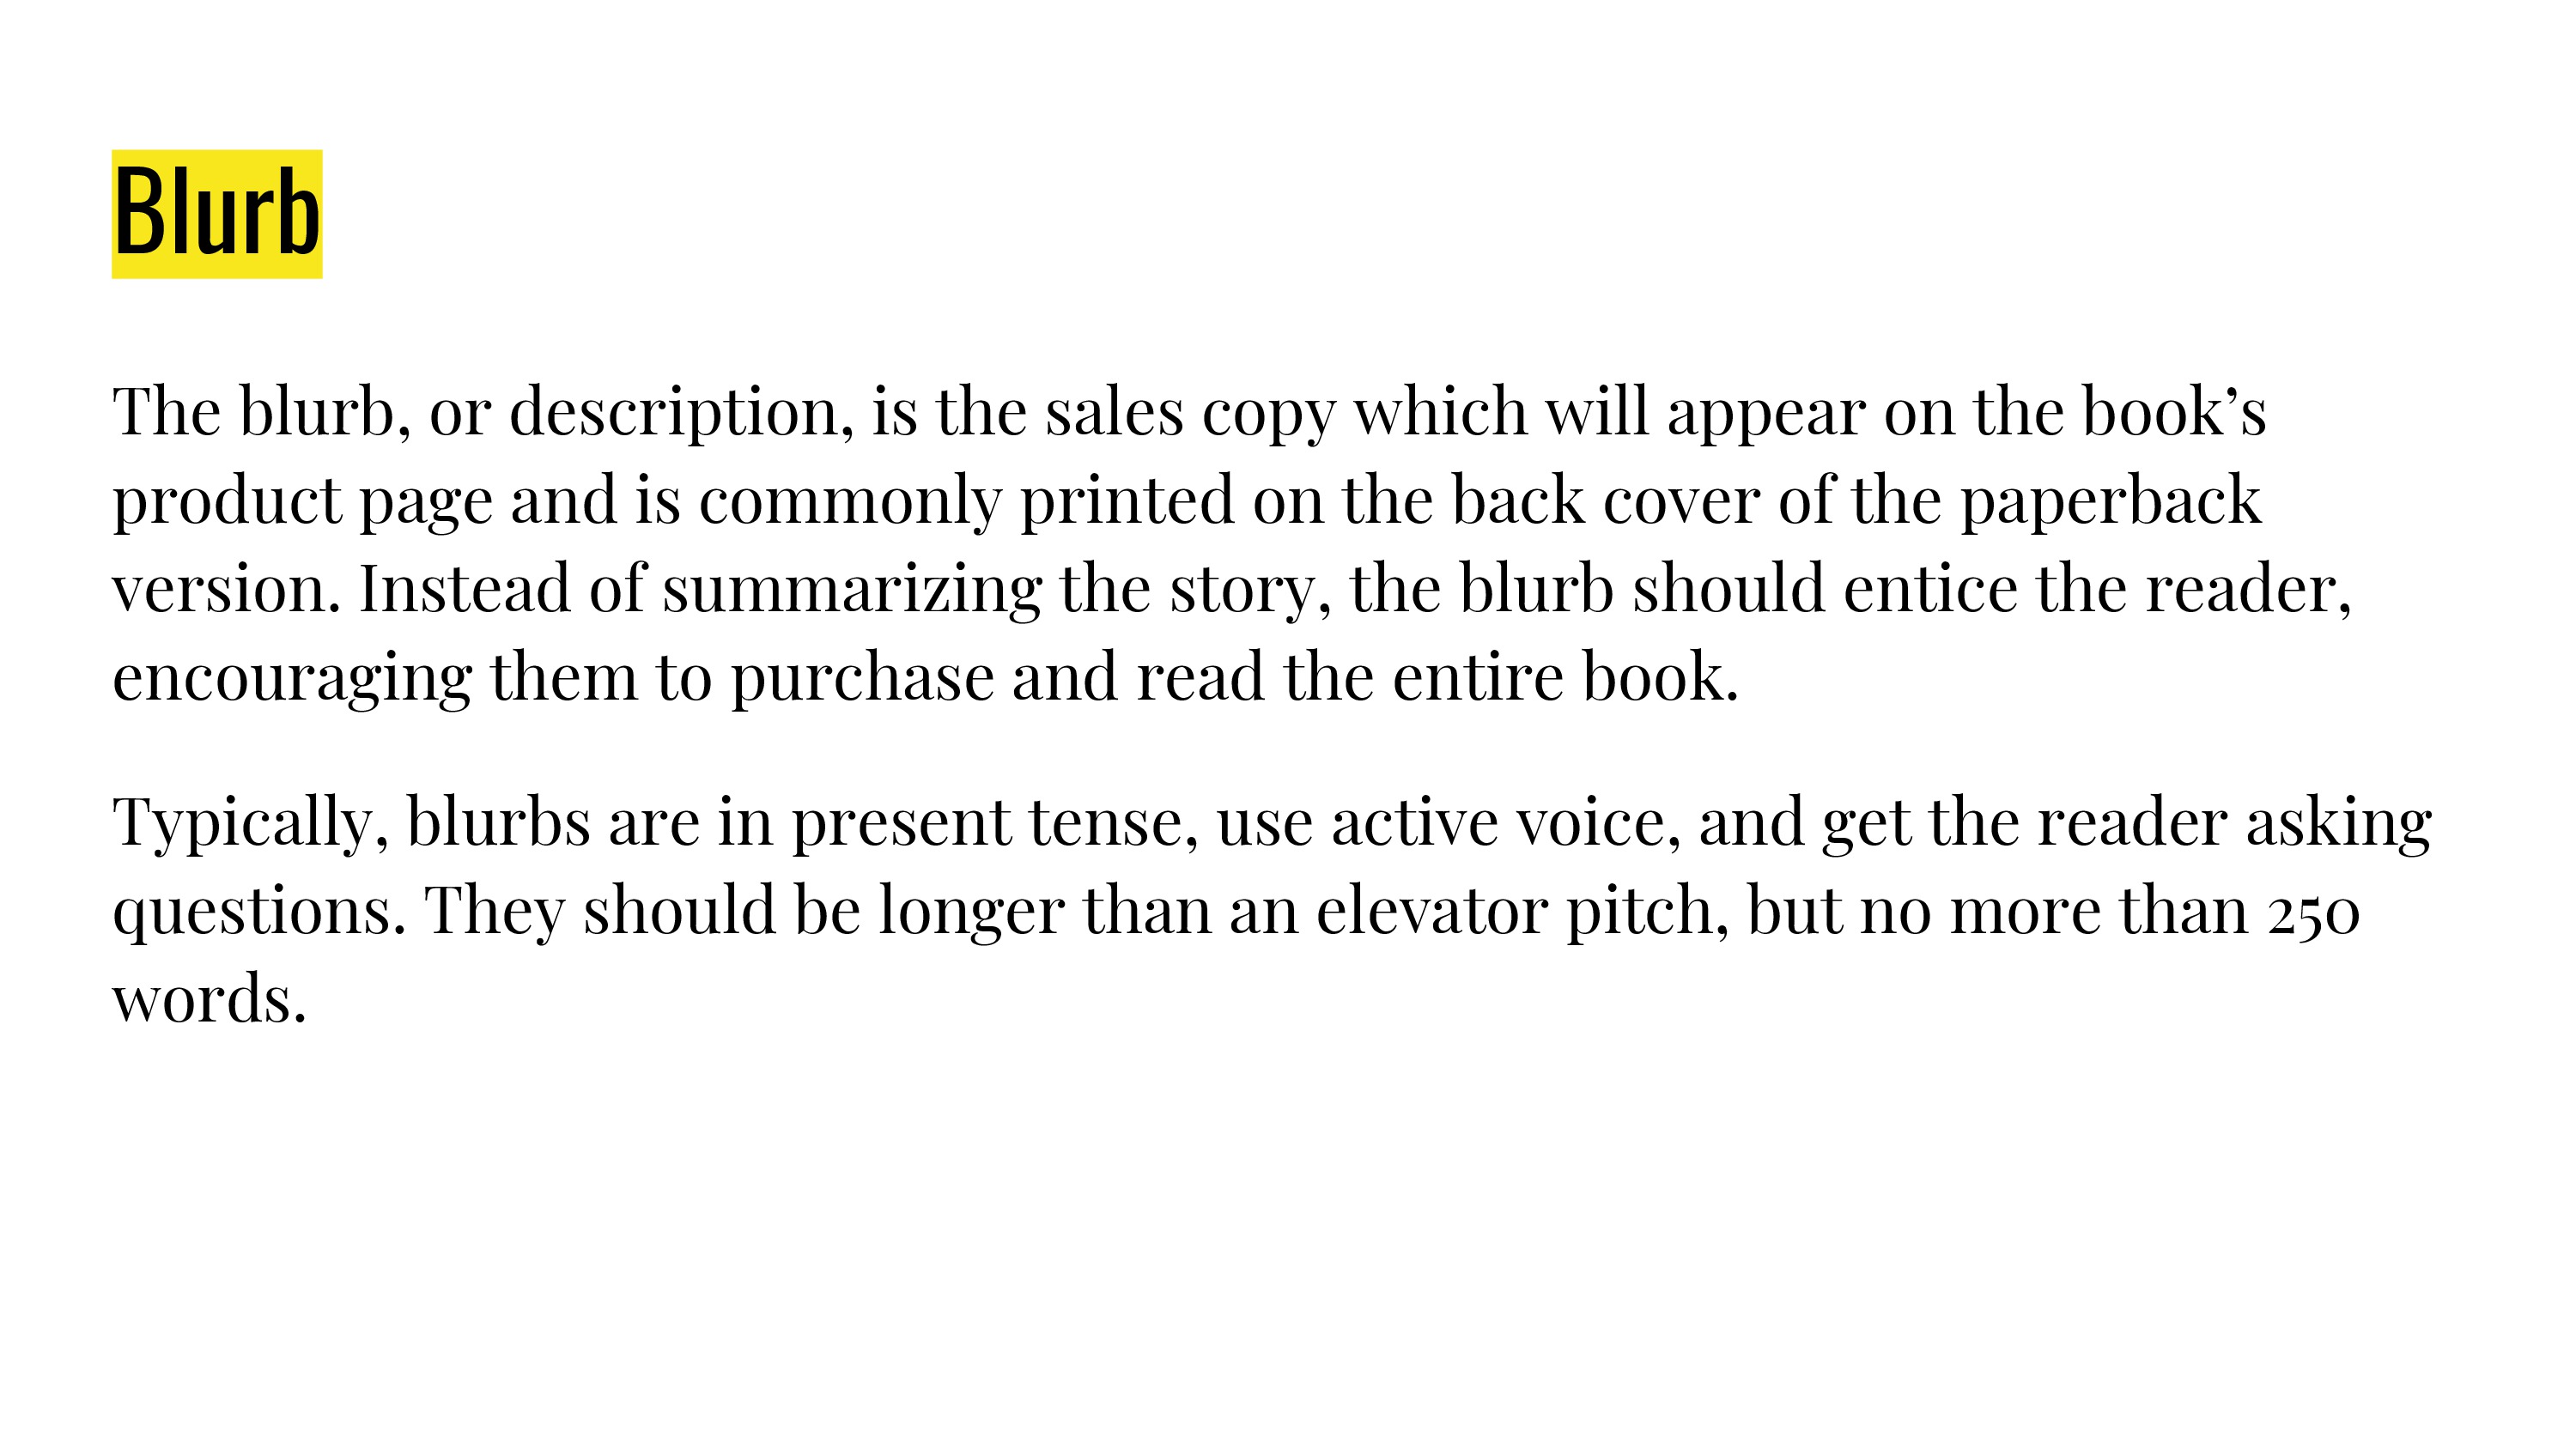 Blurb
The blurb, or description, is the sales copy which will appear on the book’s
product page and is commonly printed on the back cover of the paperback
version. Instead of summarizing the story, the blurb should entice the reader,
encouraging them to purchase and read the entire book.
Typically, blurbs are in present tense, use active voice, and get the reader asking
questions. They should be longer than an elevator pitch, but no more than 250
words.